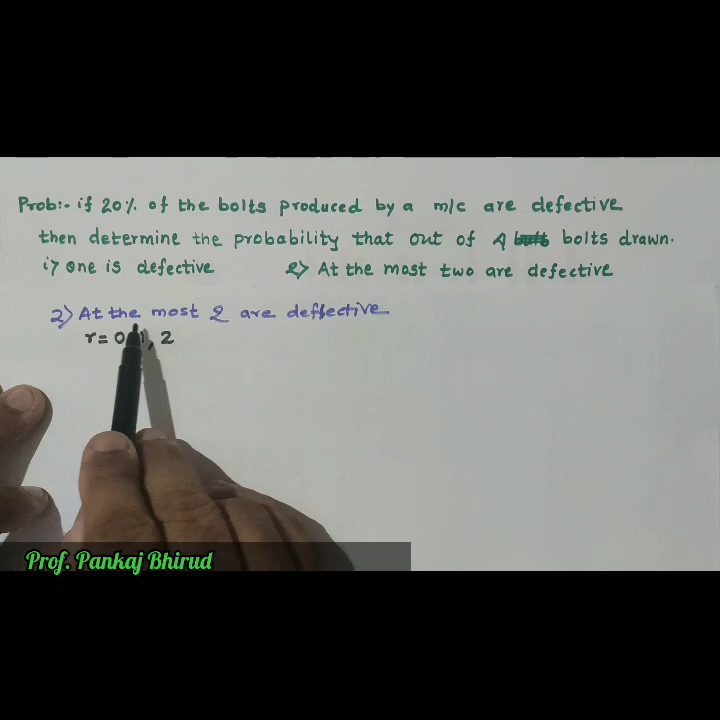 Prob:- if 20% of the bolts produced by a m/c are defective
then determine the probability that out of 4 bolts drawn.
i) one is defective 2) At the most two are defective
2) At the most 2 are deffective
r = 0, 1, 2
Prof. Pankaj Bhirud